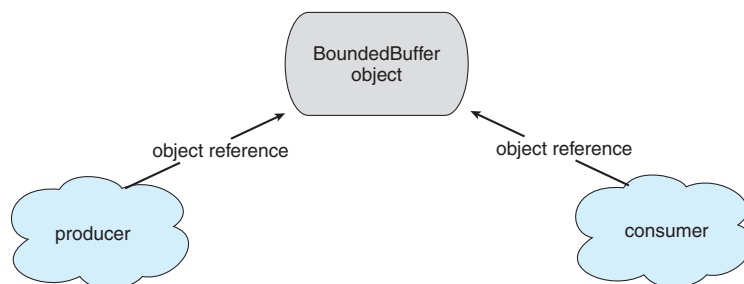 BoundedBuffer
object
object reference
object reference
producer
consumer